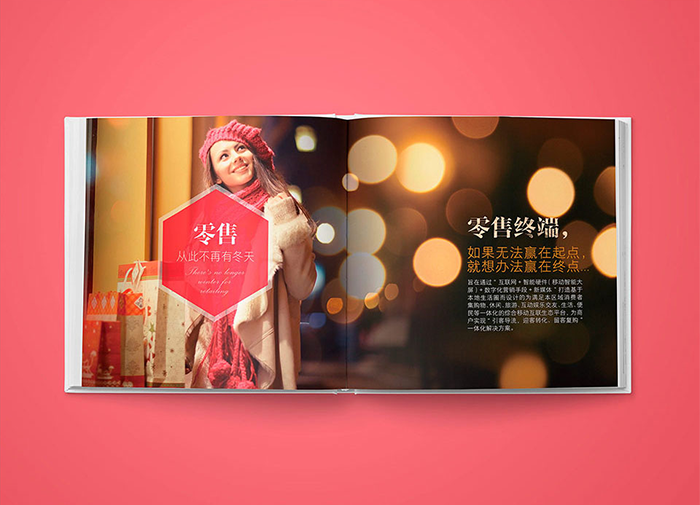 零售
从此不再有冬天
There's no longer
winter for
retailing
零售终端，
如果无法赢在起点，
就想办法赢在终点...
旨在通过“互联网+智能硬件（移动智能大
屏）+数字化营销手段+新媒体”打造基于
本地生活圈而设计的为满足本区域消费者
集购物、休闲、旅游、互动娱乐交友、生活、便
民等一体化的综合移动互联生态平台，为商
户实现“引客导流、迎客转化、留客复购”
一体化解决方案。